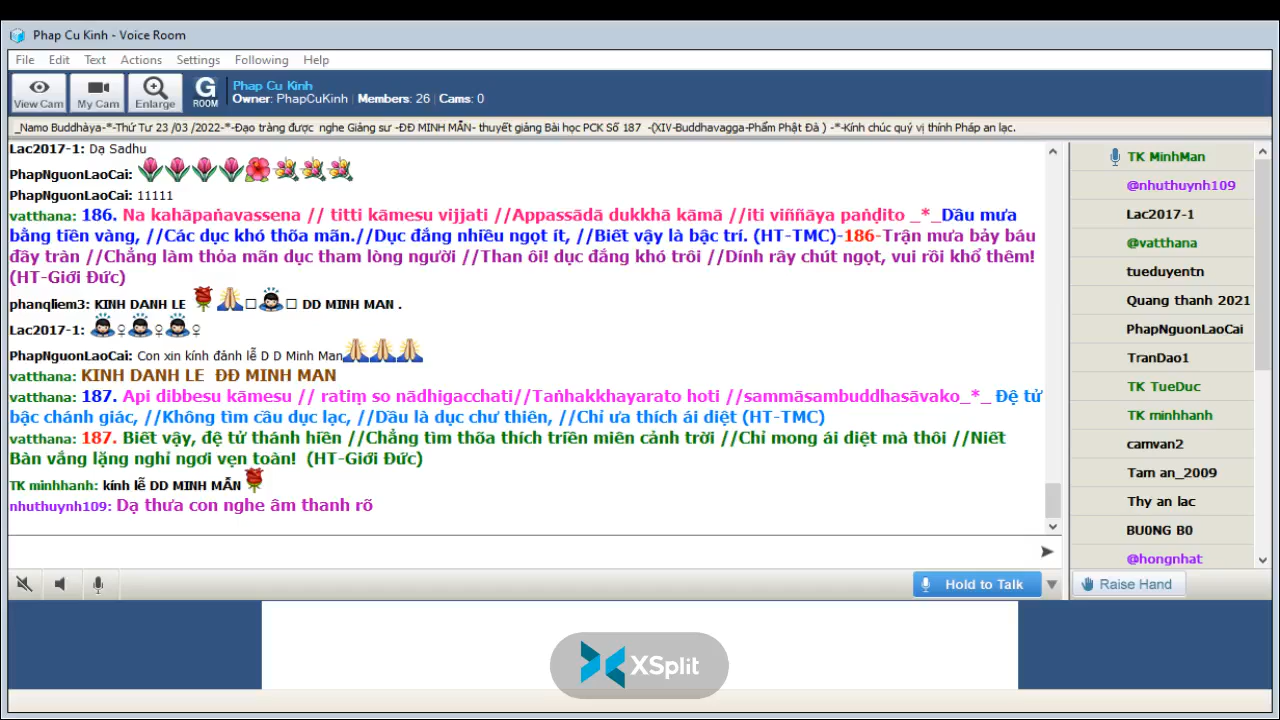 Phap Cu Kinh - Voice Room
File Edit Text Actions Settings Following Help
View Cam My Cam Enlarge G ROOM
Phap Cu Kinh
Owner: PhapCuKinh | Members: 26 | Cams: 0
_Namo Buddhàya-*-Thứ Tư 23 /03 /2022-*-Đạo tràng được nghe Giảng sư -ĐĐ MINH MẪN- thuyết giảng Bài học PCK Số 187 -(XIV-Buddhavagga-Phẩm Phật Đà ) -*-Kính chúc quý vị thính Pháp an lạc.
Lac2017-1: Dạ Sadhu
PhapNguonLaoCai:
PhapNguonLaoCai: 11111
vatthana: 186. Na kahāpaṅavassena // titti kāmesu vijjati //Appassādā dukkhā kāmā //iti viññāya paṅḍito _*_Dầu mưa
bằng tiền vàng, //Các dục khó thõa mãn.//Dục đắng nhiều ngọt ít, //Biết vậy là bậc trí. (HT-TMC)-186-Trận mưa bảy báu
đầy tràn //Chẳng làm thỏa mãn dục tham lòng người //Than ôi! dục đắng khó trôi //Dính rây chút ngọt, vui rồi khổ thêm!
(HT-Giới Đức)
phanqliem3: KINH DANH LE DD MINH MAN .
Lac2017-1:
PhapNguonLaoCai: Con xin kính đảnh lễ D D Minh Man
vatthana: KINH DANH LE ĐĐ MINH MAN
vatthana: 187. Api dibbesu kāmesu // ratiṃ so nādhigacchati//Taṅhakkhayarato hoti //sammāsambuddhasāvako_*_ Đệ tử
bậc chánh giác, //Không tìm cầu dục lạc, //Dầu là dục chư thiên, //Chỉ ưa thích ái diệt (HT-TMC)
vatthana: 187. Biết vậy, đệ tử thánh hiền //Chẳng tìm thõa thích triền miên cảnh trời //Chỉ mong ái diệt mà thôi //Niết
Bàn vắng lặng nghỉ ngơi vẹn toàn! (HT-Giới Đức)
TK minhhanh: kính lễ DD MINH MẪN
nhuthuynh109: Dạ thưa con nghe âm thanh rõ
TK MinhMan
@nhuthuynh109
Lac2017-1
@vatthana
tueduyentn
Quang thanh 2021
PhapNguonLaoCai
TranDao1
TK TueDuc
TK minhhanh
camvan2
Tam an_2009
Thy an lac
BU0NG B0
@hongnhat
Hold to Talk
Raise Hand
XSplit